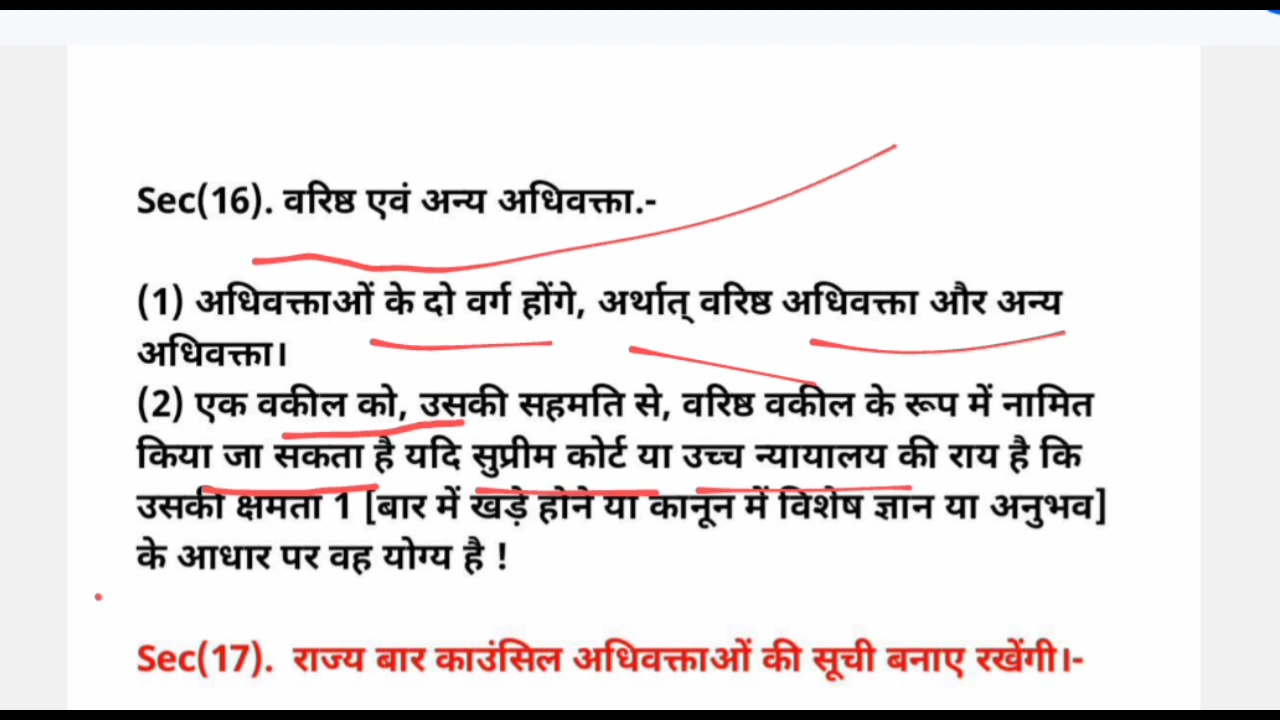 Sec(16). वरिष्ठ एवं अन्य अधिवक्ता.-
(1) अधिवक्ताओं के दो वर्ग होंगे, अर्थात् वरिष्ठ अधिवक्ता और अन्य
अधिवक्ता।
(2) एक वकील को, उसकी सहमति से, वरिष्ठ वकील के रूप में नामित
किया जा सकता है यदि सुप्रीम कोर्ट या उच्च न्यायालय की राय है कि
उसकी क्षमता 1 [बार में खड़े होने या कानून में विशेष ज्ञान या अनुभव]
के आधार पर वह योग्य है !
Sec(17). राज्य बार काउंसिल अधिवक्ताओं की सूची बनाए रखेंगी।-